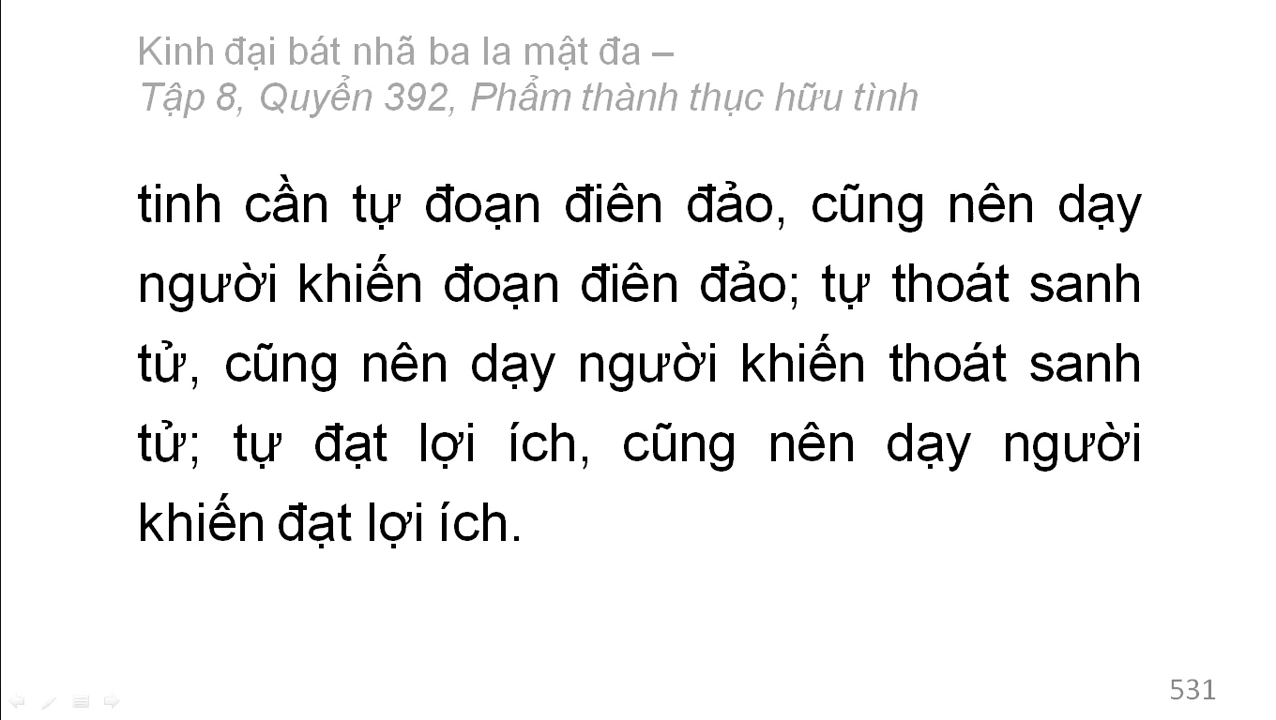 Kinh đại bát nhã ba la mật đa –
Tập 8, Quyển 392, Phẩm thành thục hữu tình
tinh cần tự đoạn điên đảo, cũng nên dạy
người khiến đoạn điên đảo; tự thoát sanh
tử, cũng nên dạy người khiến thoát sanh
tử; tự đạt lợi ích, cũng nên dạy người
khiến đạt lợi ích.
531